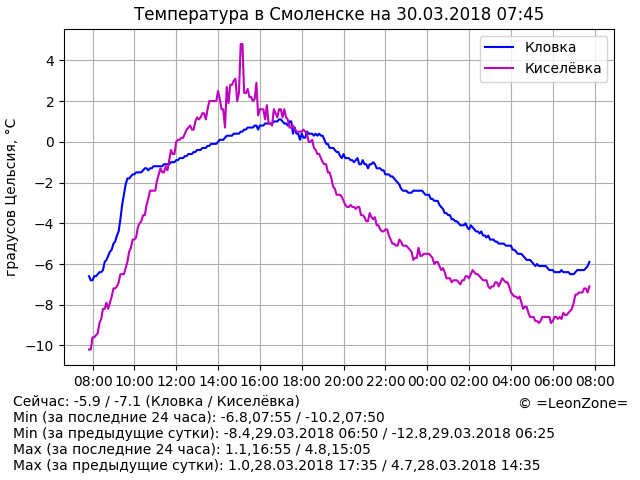 Температура в Смоленске на 30.03.2018 07:45
Кловка
Киселёвка
градусов Цельсия, °C
4
2
0
−2
−4
−6
−8
−10
08:00 10:00 12:00 14:00 16:00 18:00 20:00 22:00 00:00 02:00 04:00 06:00 08:00
Сейчас: -5.9 / -7.1 (Кловка / Киселёвка)
© =LeonZone=
Min (за последние 24 часа): -6.8,07:55 / -10.2,07:50
Min (за предыдущие сутки): -8.4,29.03.2018 06:50 / -12.8,29.03.2018 06:25
Max (за последние 24 часа): 1.1,16:55 / 4.8,15:05
Max (за предыдущие сутки): 1.0,28.03.2018 17:35 / 4.7,28.03.2018 14:35